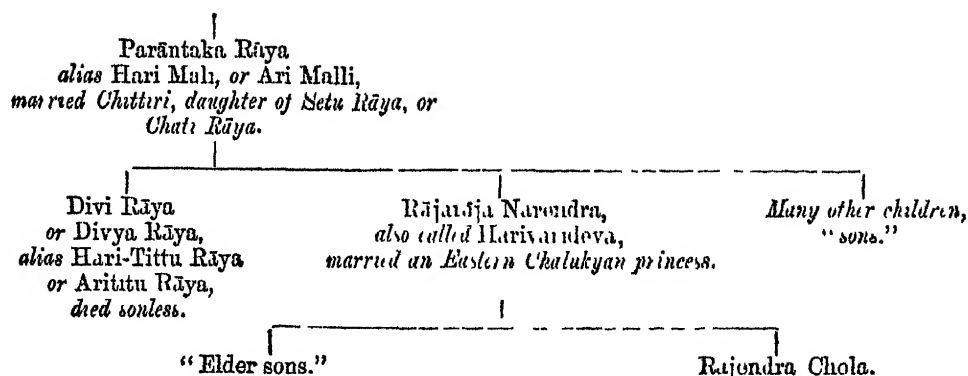 Parāntaka Rāya
alias Hari Mali, or Ari Malli,
married Chittiri, daughter of Setu Rāya, or
Chati Rāya.
Divi Rāya
or Divya Rāya,
alias Hari-Tittu Rāya
or Arititu Rāya,
died sonless.
Rājarāja Narendra,
also called Harivardeva,
married an Eastern Chalukyan princess.
Many other children,
"sons."
"Elder sons."
Rajendra Chola.